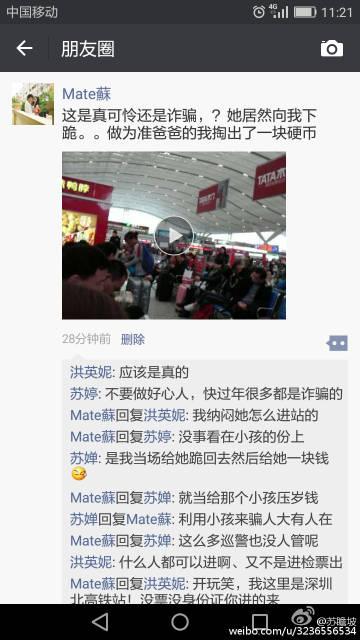 中国移动
4G
11:21
朋友圈
Mate蘇
这是真可怜还是诈骗，？她居然向我下
跪。。做为准爸爸的我掏出了一块硬币
鸭脖
TATA木
TATA
28分钟前
删除
洪英妮: 应该是真的
苏婷: 不要做好心人，快过年很多都是诈骗的
Mate蘇回复洪英妮: 我纳闷她怎么进站的
Mate蘇回复苏婷: 没事看在小孩的份上
苏婵: 是我当场给她跪回去然后给她一块钱
Mate蘇回复苏婵: 就当给那个小孩压岁钱
苏婵回复Mate蘇: 利用小孩来骗人大有人在
Mate蘇回复苏婵: 这么多巡警也没人管呢
洪英妮: 什么人都可以进啊、又不是进检票出
Mate蘇回复洪英妮: 开玩笑，我这里是深圳
北高铁站！没票没身份证你进的来
@苏瞻坡
weibo.com/u/3236556534